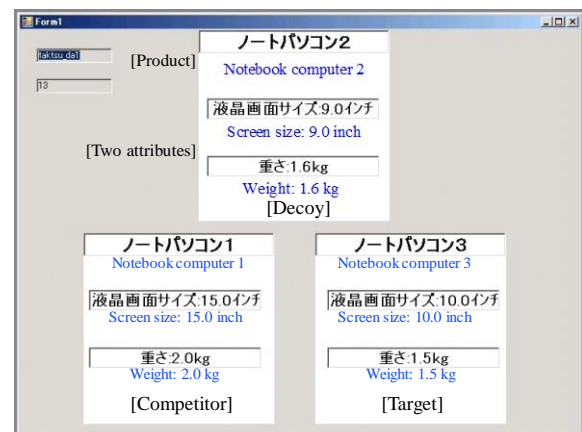 Form1
taktsu da1
13
[Product]
ノートパソコン2
Notebook computer 2
[Two attributes]
液晶画面サイズ:9.0インチ
Screen size: 9.0 inch
重さ:1.6kg
Weight: 1.6 kg
[Decoy]
ノートパソコン1
Notebook computer 1
液晶画面サイズ:15.0インチ
Screen size: 15.0 inch
重さ:2.0kg
Weight: 2.0 kg
[Competitor]
ノートパソコン3
Notebook computer 3
液晶画面サイズ:10.0インチ
Screen size: 10.0 inch
重さ:1.5kg
Weight: 1.5 kg
[Target]